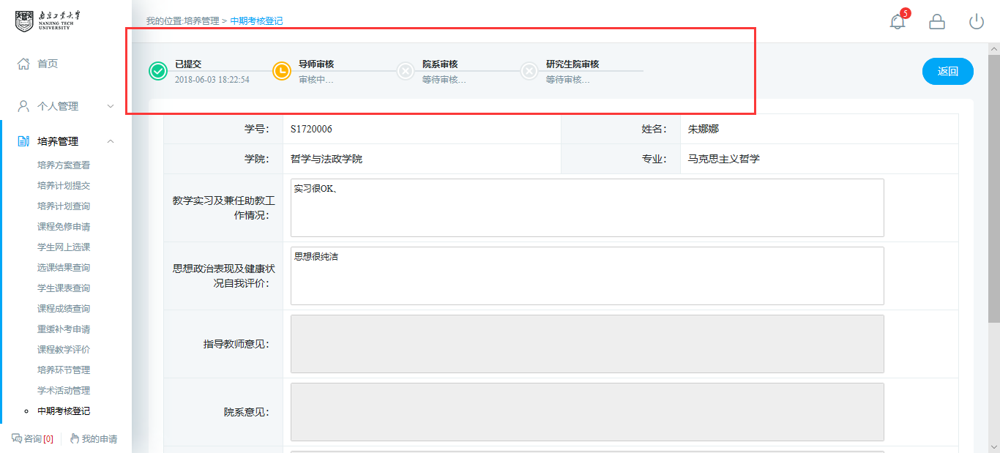 南京工业大学
NANJING TECH
UNIVERSITY
我的位置:培养管理 > 中期考核登记
5
首页
个人管理
培养管理
培养方案查看
培养计划提交
培养计划查询
课程免修申请
学生网上选课
选课结果查询
学生课表查询
课程成绩查询
重缓补考申请
课程教学评价
培养环节管理
学术活动管理
中期考核登记
咨询[0]
我的申请
已提交
2018-06-03 18:22:54
导师审核
审核中...
院系审核
等待审核...
研究生院审核
等待审核...
返回
学号： S1720006 姓名： 朱娜娜
学院： 哲学与法政学院 专业： 马克思主义哲学
教学实习及兼任助教工
作情况：
实习很OK、
思想政治表现及健康状
况自我评价：
思想很纯洁
指导教师意见：
院系意见：